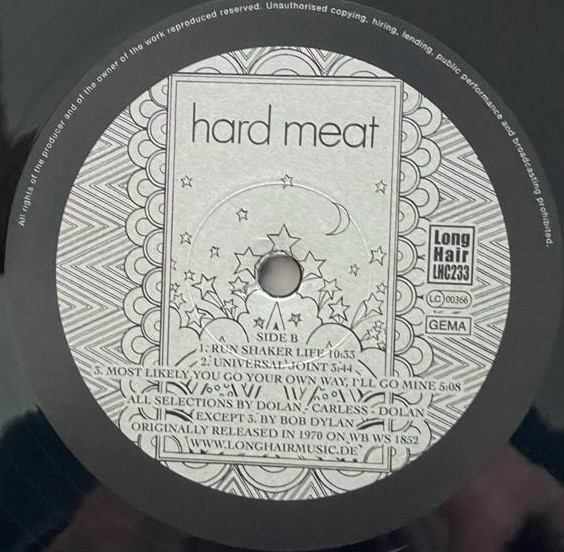 All rights of the producer and of the owner of the work reproduced reserved. Unauthorised copying, hiring, lending, public performance and broadcasting prohibited.
hard meat
Long
Hair
LHC233
LC 00366
GEMA
SIDE B
1. RUN SHAKER LIFE 10:33
2. UNIVERSAL JOINT 3:44
3. MOST LIKELY YOU GO YOUR OWN WAY, I'LL GO MINE 5:08
ALL SELECTIONS BY DOLAN - CARLESS - DOLAN
EXCEPT 3. BY BOB DYLAN
ORIGINALLY RELEASED IN 1970 ON WB WS 1852
WWW.LONGHAIRMUSIC.DE